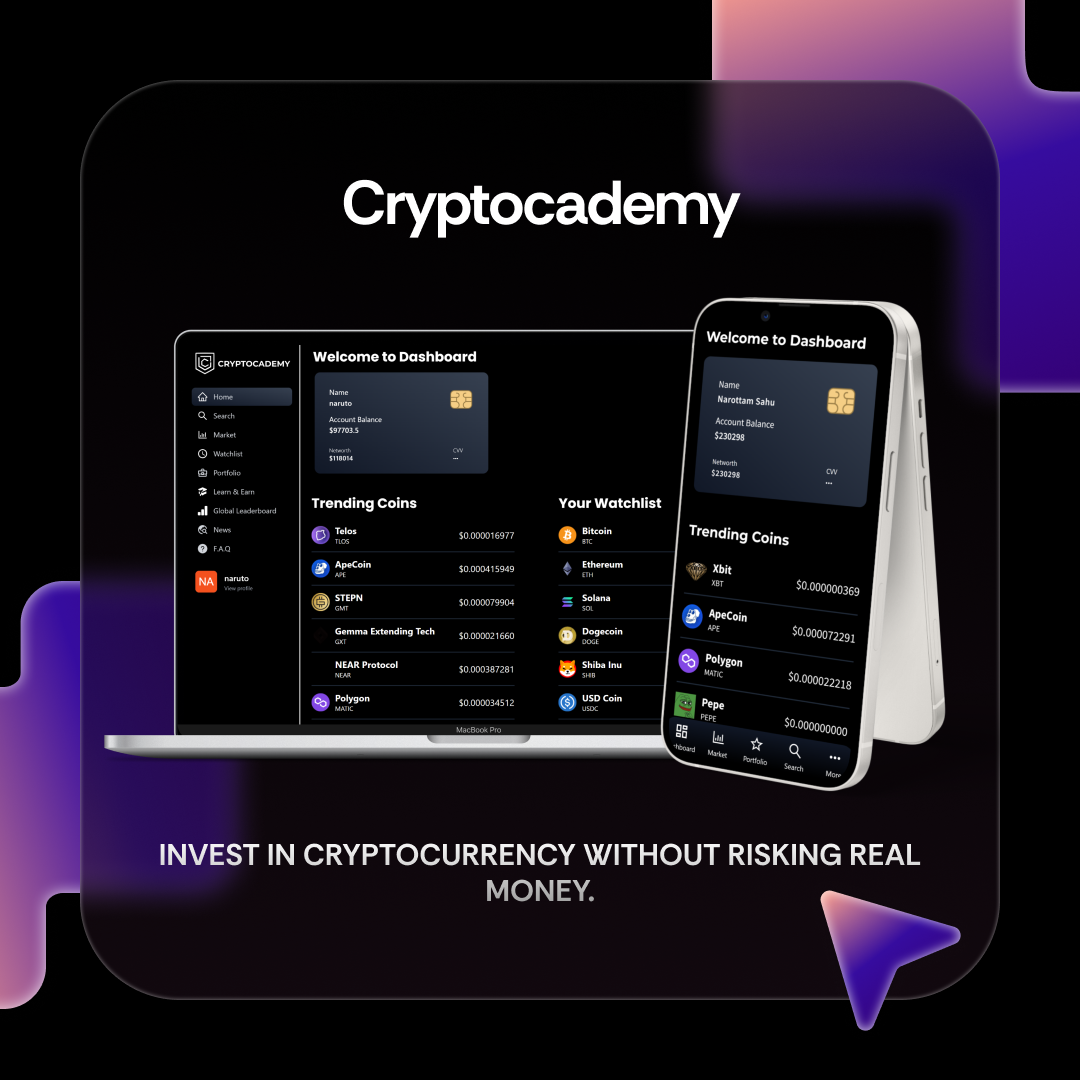 Cryptocademy
CRYPTOCADEMY
Home
Search
Market
Watchlist
Portfolio
Learn & Earn
Global Leaderboard
News
F.A.Q
NA
naruto
View profile
Welcome to Dashboard
Name
naruto
Account Balance
$97703.5
Networth
$118014
CVV
***
Trending Coins
Telos
TLOS
$0.000016977
ApeCoin
APE
$0.000415949
STEPN
GMT
$0.000079904
Gemma Extending Tech
GXT
$0.000021660
NEAR Protocol
NEAR
$0.000387281
Polygon
MATIC
$0.000034512
Your Watchlist
Bitcoin
BTC
Ethereum
ETH
Solana
SOL
Dogecoin
DOGE
Shiba Inu
SHIB
USD Coin
USDC
MacBook Pro
Welcome to Dashboard
Name
Narottam Sahu
Account Balance
$230298
Networth
$230298
CVV
***
Trending Coins
Xbit
XBT
$0.000000369
ApeCoin
APE
$0.000072291
Polygon
MATIC
$0.000022218
Pepe
PEPE
$0.000000000
hboard
Market
Portfolio
Search
More
INVEST IN CRYPTOCURRENCY WITHOUT RISKING REAL
MONEY.